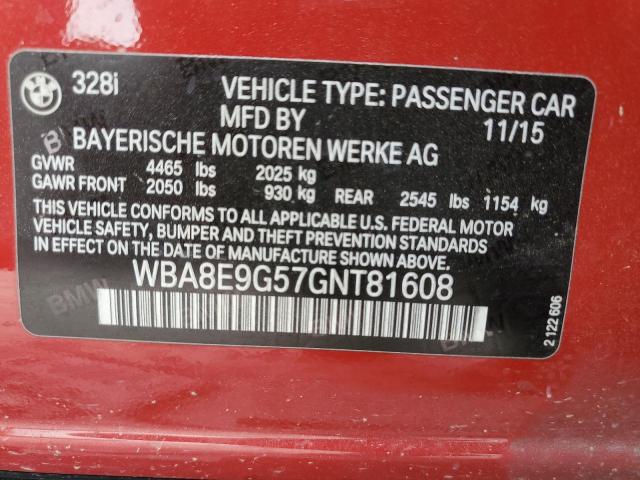 328i VEHICLE TYPE: PASSENGER CAR
MFD BY 11/15
BAYERISCHE MOTOREN WERKE AG
GVWR 4465 lbs 2025 kg
GAWR FRONT 2050 lbs 930 kg REAR 2545 lbs 1154 kg
THIS VEHICLE CONFORMS TO ALL APPLICABLE U.S. FEDERAL MOTOR
VEHICLE SAFETY, BUMPER AND THEFT PREVENTION STANDARDS
IN EFFECT ON THE DATE OF MANUFACTURE SHOWN ABOVE.
WBA8E9G57GNT81608
2 122 606
BMW